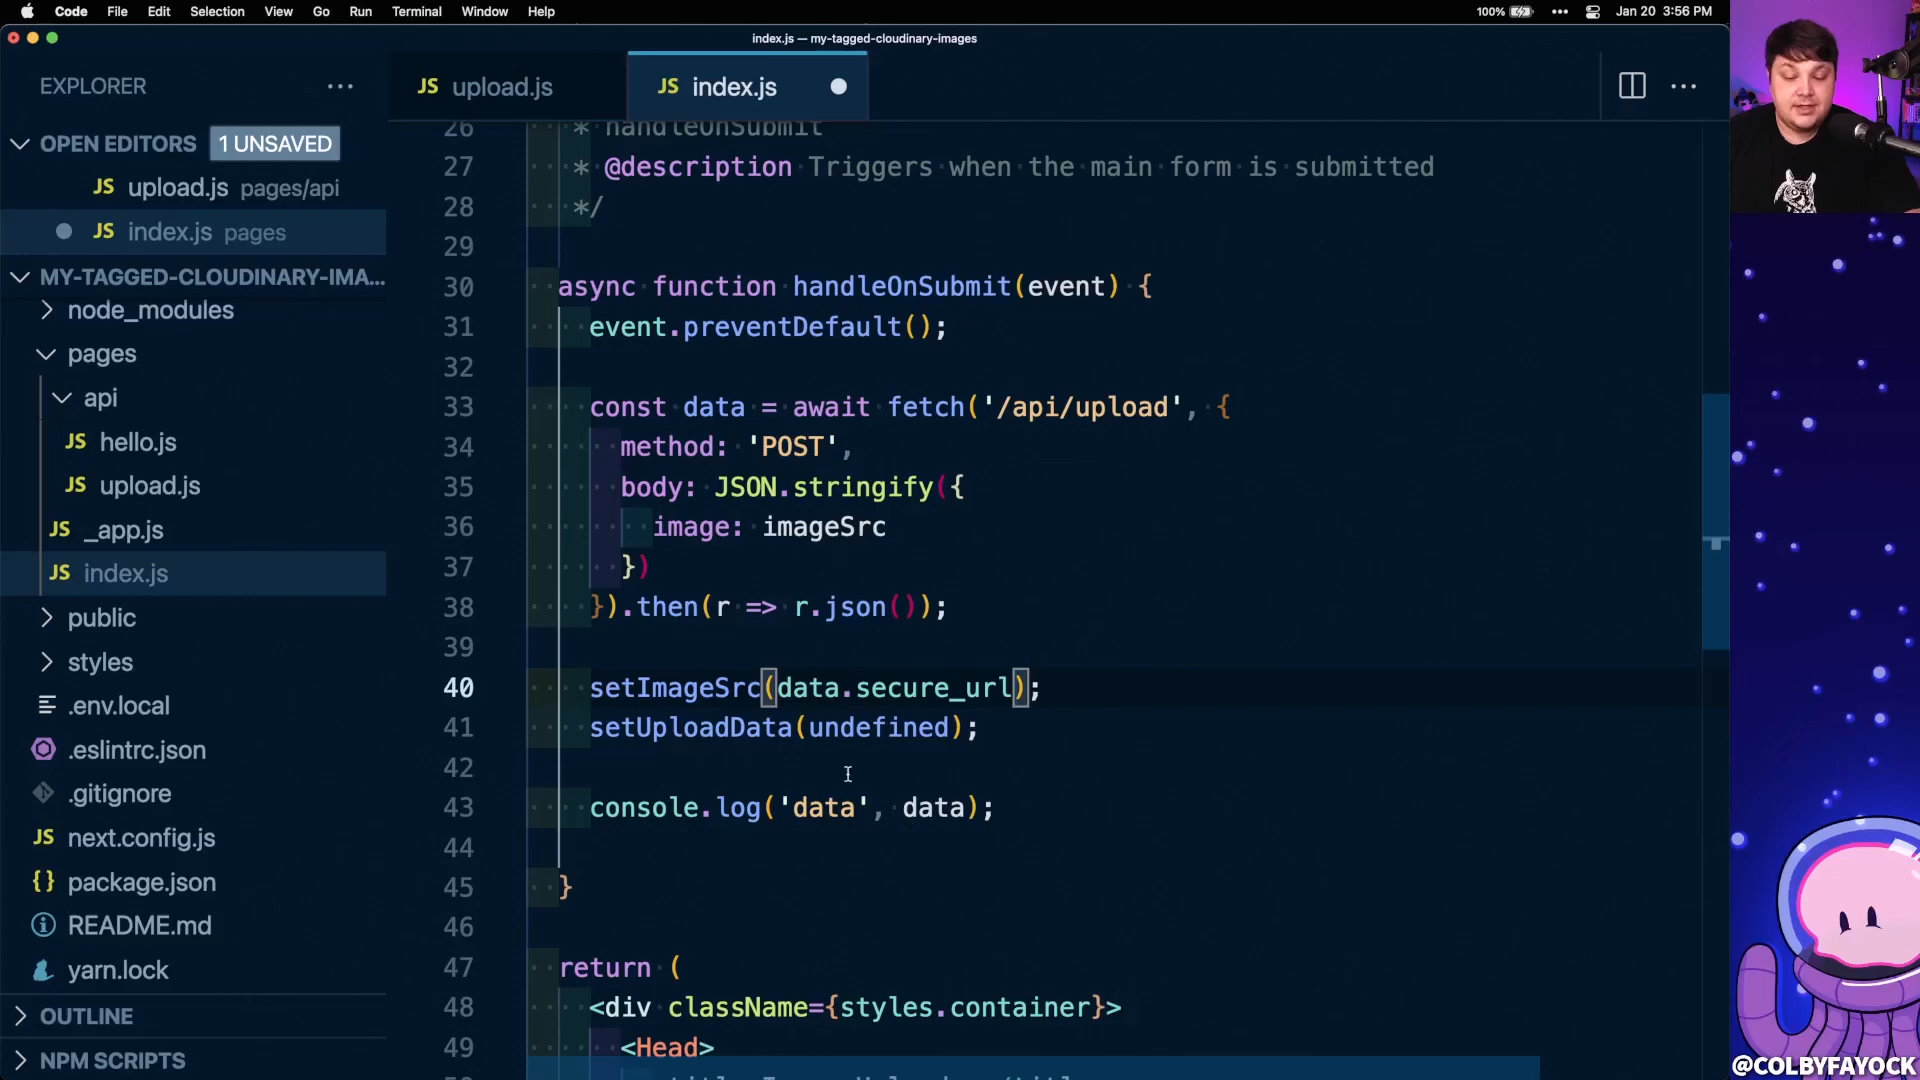 Code File Edit Selection View Go Run Terminal Window Help 100% Jan 20 3:56 PM
index.js — my-tagged-cloudinary-images
EXPLORER
JS upload.js
JS index.js
OPEN EDITORS 1 UNSAVED
JS upload.js pages/api
JS index.js pages
MY-TAGGED-CLOUDINARY-IMA...
node_modules
pages
api
JS hello.js
JS upload.js
JS _app.js
JS index.js
public
styles
.env.local
.eslintrc.json
.gitignore
JS next.config.js
{} package.json
README.md
yarn.lock
OUTLINE
NPM SCRIPTS
26 * handleOnSubmit
27 * @description Triggers when the main form is submitted
28 */
29
30 async function handleOnSubmit(event) {
31 event.preventDefault();
32
33 const data = await fetch('/api/upload', {
34 method: 'POST',
35 body: JSON.stringify({
36 image: imageSrc
37 })
38 }).then(r => r.json());
39
40 setImageSrc(data.secure_url);
41 setUploadData(undefined);
42
43 console.log('data', data);
44
45 }
46
47 return (
48 <div className={styles.container}>
49 <Head>
@COLBYFAYOCK